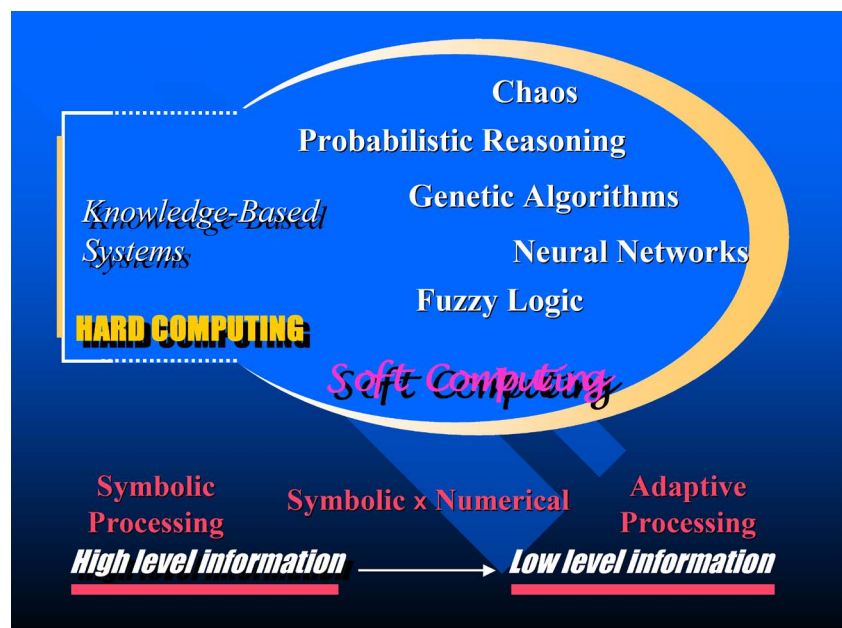 Chaos
Probabilistic Reasoning
Genetic Algorithms
Knowledge-Based
Systems
Neural Networks
Fuzzy Logic
HARD COMPUTING
Soft Computing
Symbolic
Processing
Symbolic x Numerical
Adaptive
Processing
High level information
Low level information